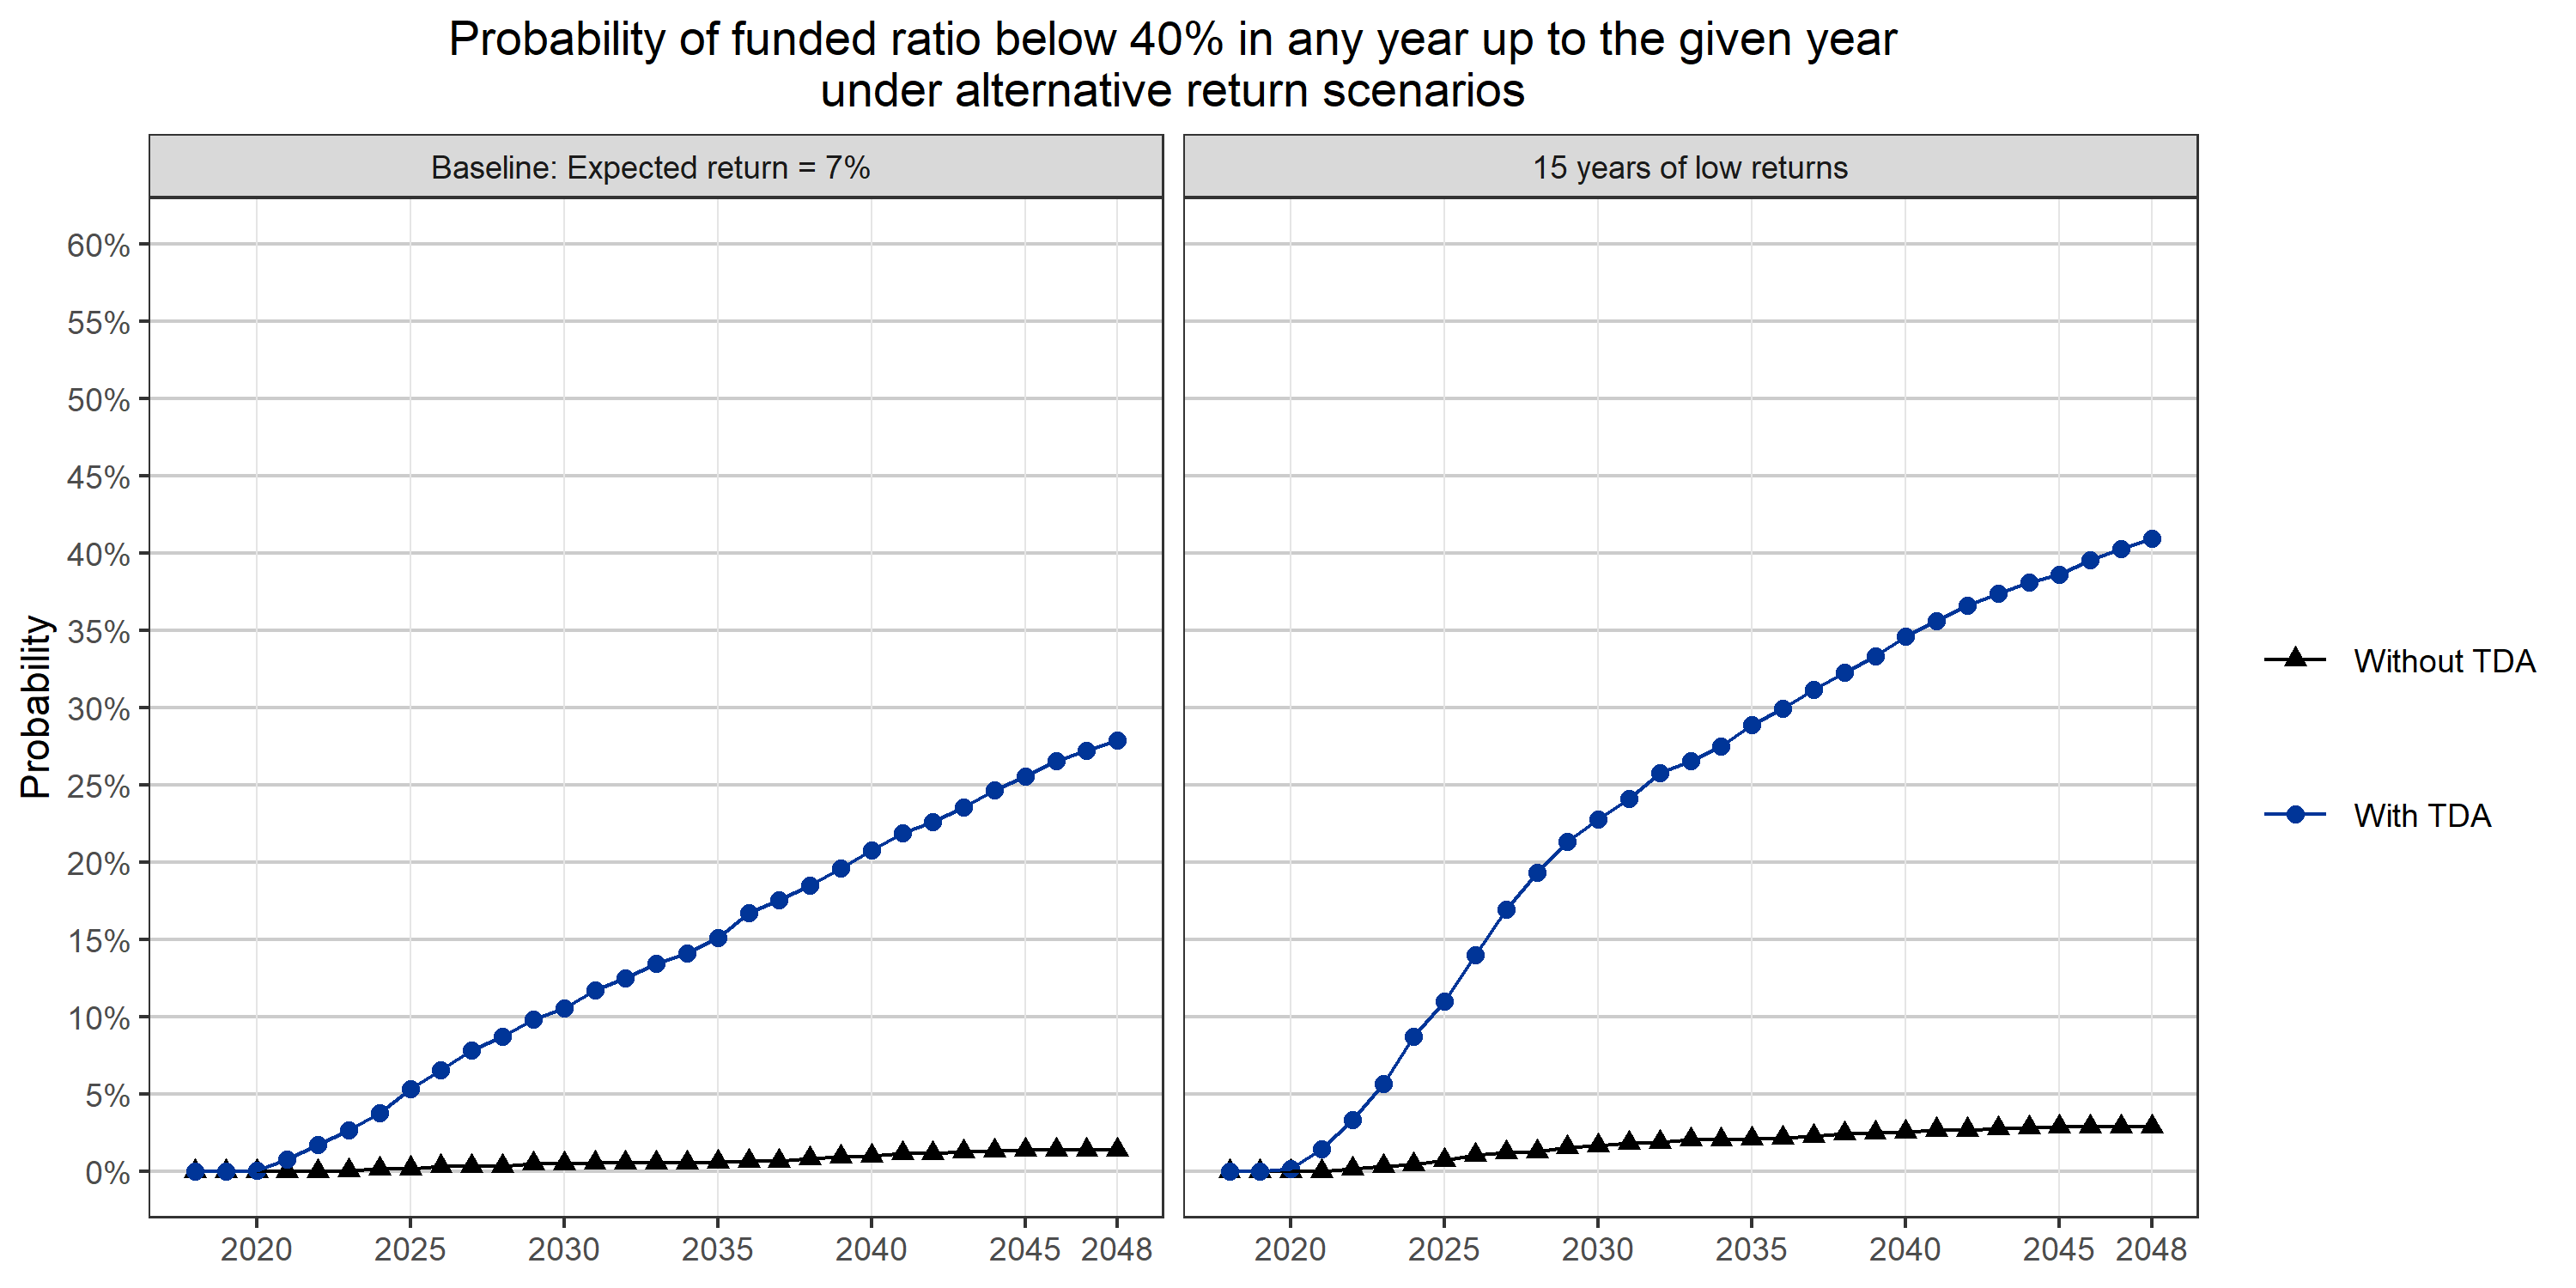 Probability of funded ratio below 40% in any year up to the given year
under alternative return scenarios
Baseline: Expected return = 7%
15 years of low returns
60%
55%
50%
45%
40%
35%
30%
25%
20%
15%
10%
5%
0%
Probability
2020 2025 2030 2035 2040 2045 2048
2020 2025 2030 2035 2040 2045 2048
Without TDA
With TDA